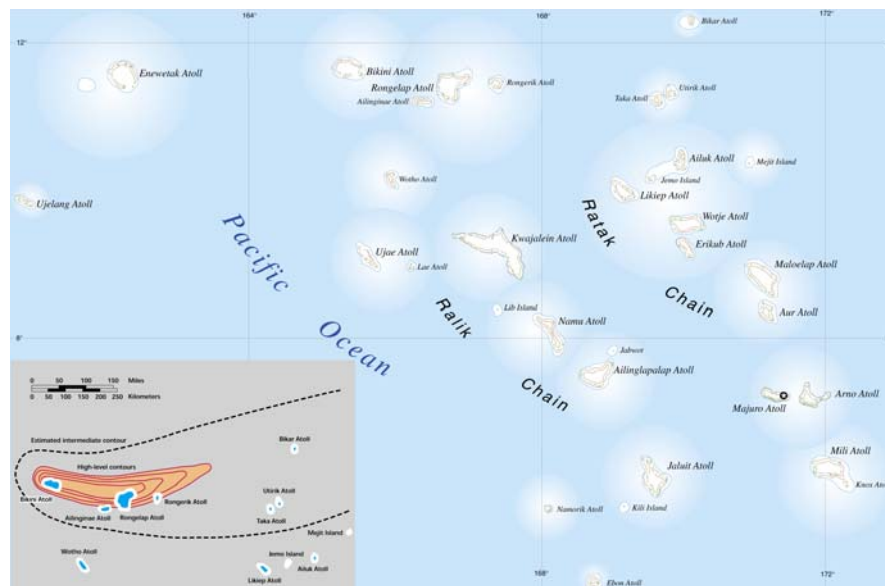 164°
168°
172°
12°
Bikar Atoll
Enewetak Atoll
Bikini Atoll
Rongelap Atoll
Rongerik Atoll
Ailinginae Atoll
Utirik Atoll
Taka Atoll
Ailuk Atoll
Mejit Island
Jemo Island
Wotho Atoll
Likiep Atoll
Ujelang Atoll
Wotje Atoll
Ratak
Kwajalein Atoll
Erikub Atoll
Pacific
Ujae Atoll
Lae Atoll
Maloelap Atoll
Chain
Ralik
Lib Island
Aur Atoll
Ocean
Namu Atoll
8°
Jabwot
Ailinglapalap Atoll
Chain
Majuro Atoll
Arno Atoll
Mili Atoll
Jaluit Atoll
Knox Atoll
Namorik Atoll
Kili Island
Ebon Atoll
168°
172°
0 50 100 150 Miles
0 50 100 150 200 250 Kilometers
Estimated intermediate contour
Bikar Atoll
High-level contours
Bikini Atoll
Rongerik Atoll
Utirik Atoll
Ailinginae Atoll
Rongelap Atoll
Taka Atoll
Mejit Island
Wotho Atoll
Jemo Island
Ailuk Atoll
Likiep Atoll